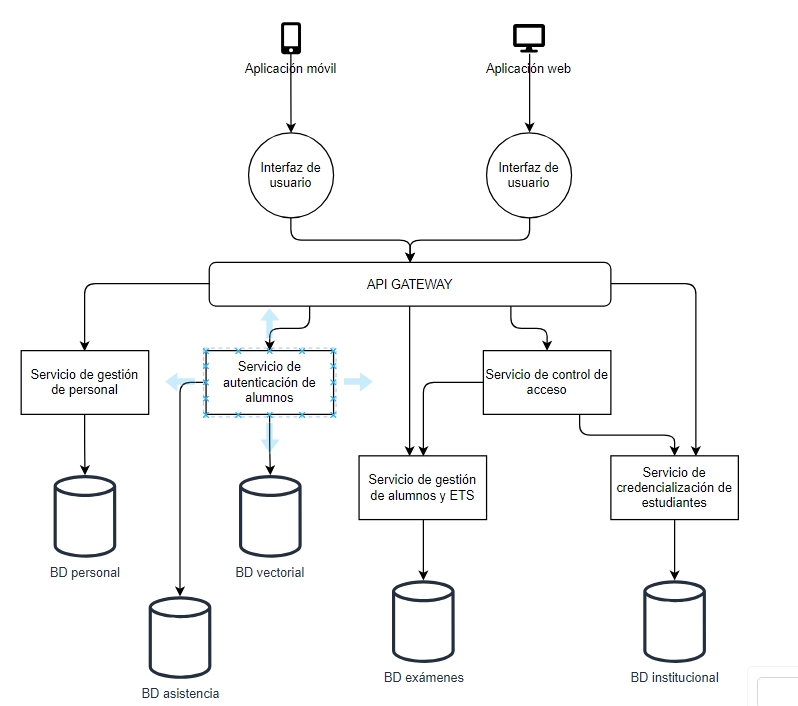 Aplicación móvil
Aplicación web
Interfaz de
usuario
Interfaz de
usuario
API GATEWAY
Servicio de gestión
de personal
Servicio de
autenticación de
alumnos
Servicio de control de
acceso
Servicio de gestión
de alumnos y ETS
Servicio de
credencialización de
estudiantes
BD personal
BD vectorial
BD asistencia
BD exámenes
BD institucional